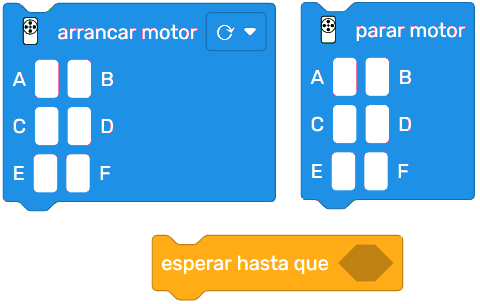 arrancar motor
A B
C D
E F
parar motor
A B
C D
E F
esperar hasta que